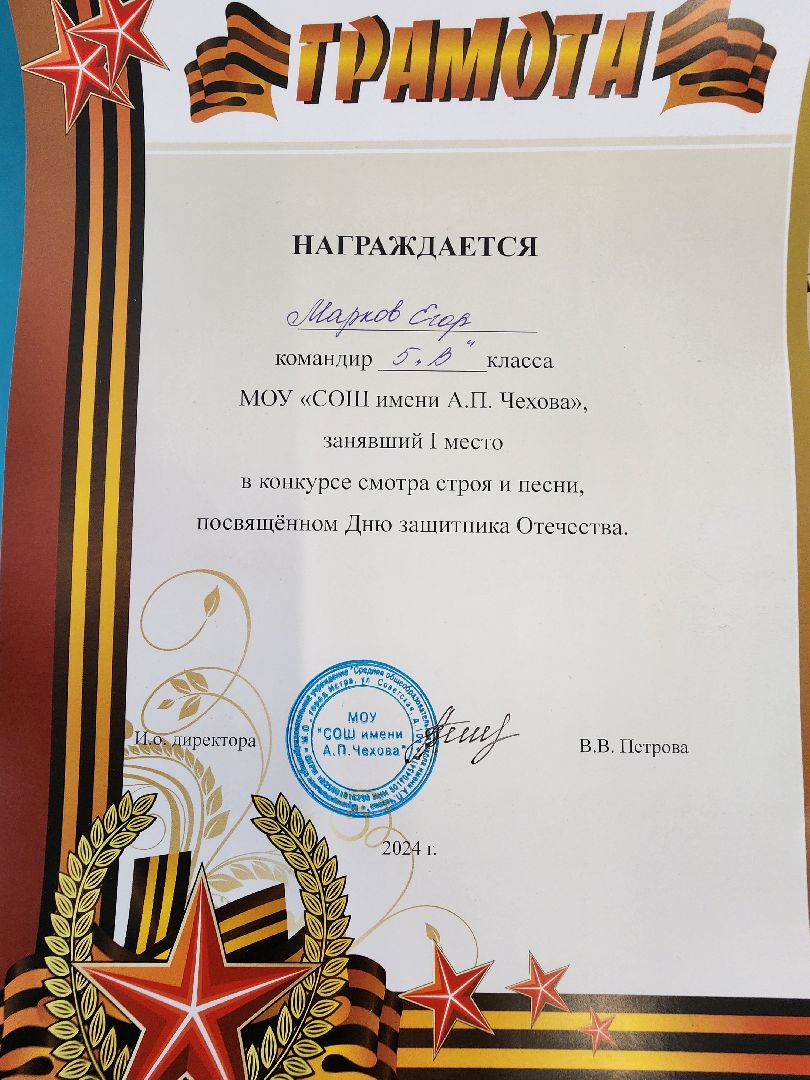 ГРАМОТА
НАГРАЖДАЕТСЯ
Марков Егор
командир 5 „В" класса
МОУ «СОШ имени А.П. Чехова»,
занявший I место
в конкурсе смотра строя и песни,
посвящённом Дню защитника Отечества.
И.о. директора
МОУ
"СОШ имени
А.П.Чехова"
В.В. Петрова
2024 г.